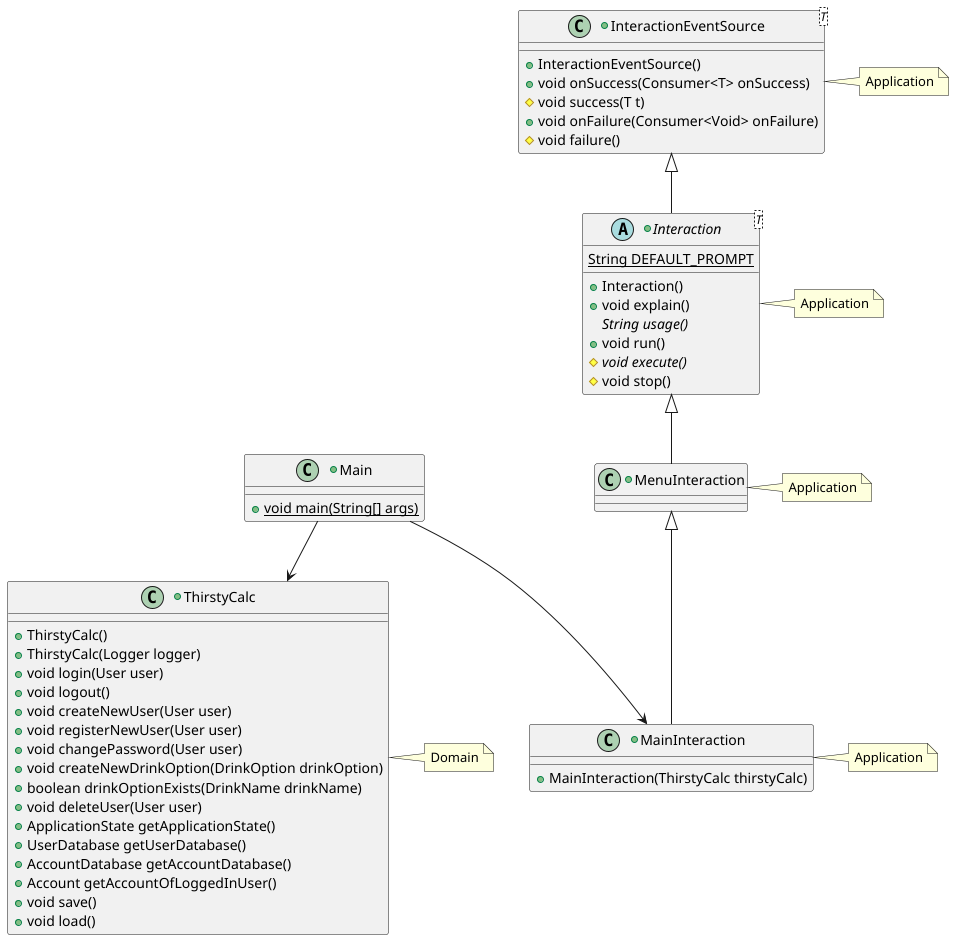 C InteractionEventSource T
InteractionEventSource()
void onSuccess(Consumer<T> onSuccess)
void success(T t)
void onFailure(Consumer<Void> onFailure)
void failure()
Application
A Interaction T
String DEFAULT_PROMPT
Interaction()
void explain()
String usage()
void run()
void execute()
void stop()
Application
C Main
void main(String[] args)
C MenuInteraction
Application
C ThirstyCalc
ThirstyCalc()
ThirstyCalc(Logger logger)
void login(User user)
void logout()
void createNewUser(User user)
void registerNewUser(User user)
void changePassword(User user)
void createNewDrinkOption(DrinkOption drinkOption)
boolean drinkOptionExists(DrinkName drinkName)
void deleteUser(User user)
ApplicationState getApplicationState()
UserDatabase getUserDatabase()
AccountDatabase getAccountDatabase()
Account getAccountOfLoggedInUser()
void save()
void load()
Domain
C MainInteraction
MainInteraction(ThirstyCalc thirstyCalc)
Application